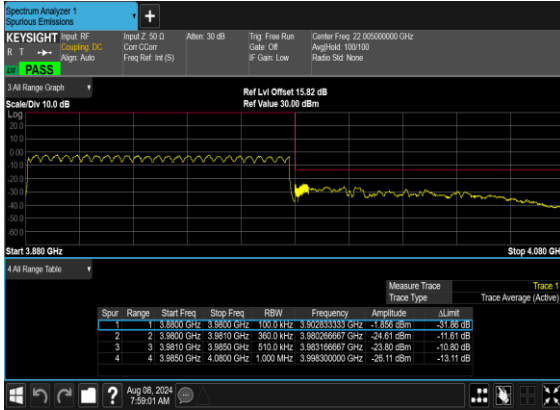 Spectrum Analyzer 1
Spurious Emissions
+
KEYSIGHT Input: RF Input Z: 50 Ω Atten: 30 dB Trig: Free Run Center Freq: 22.005000000 GHz
R T Coupling: DC Corr CCorr Gate: Off Avg|Hold: 100/100
Align: Auto Freq Ref: Int (S) IF Gain: Low Radio Std: None
PASS
3 All Range Graph
Ref Lvl Offset 15.82 dB
Scale/Div 10.0 dB Ref Value 30.00 dBm
Log
20.0
10.0
0.00
-10.0
-20.0
-30.0
-40.0
-50.0
-60.0
Start 3.880 GHz Stop 4.080 GH
4 All Range Table
Measure Trace Trace 1
Trace Type Trace Average (Active)
Spur Range Start Freq Stop Freq RBW Frequency Amplitude ΔLimit
1 1 3.8800 GHz 3.9800 GHz 100.0 kHz 3.902833333 GHz -1.856 dBm -31.86 dB
2 2 3.9800 GHz 3.9810 GHz 360.0 kHz 3.980266667 GHz -24.61 dBm -11.61 dB
3 3 3.9810 GHz 3.9850 GHz 510.0 kHz 3.983166667 GHz -23.80 dBm -10.80 dB
4 4 3.9850 GHz 4.0800 GHz 1.000 MHz 3.998300000 GHz -26.11 dBm -13.11 dB
?
Aug 08, 2024
7:59:01 AM